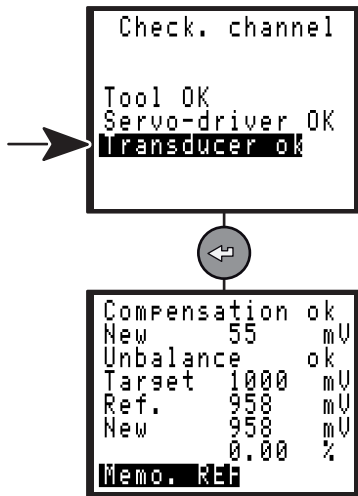 Check. channel
Tool OK
Servo-driver OK
Transducer ok
Compensation ok
New 55 mV
Unbalance ok
Target 1000 mV
Ref. 958 mV
New 958 mV
0.00 %
Memo. REF